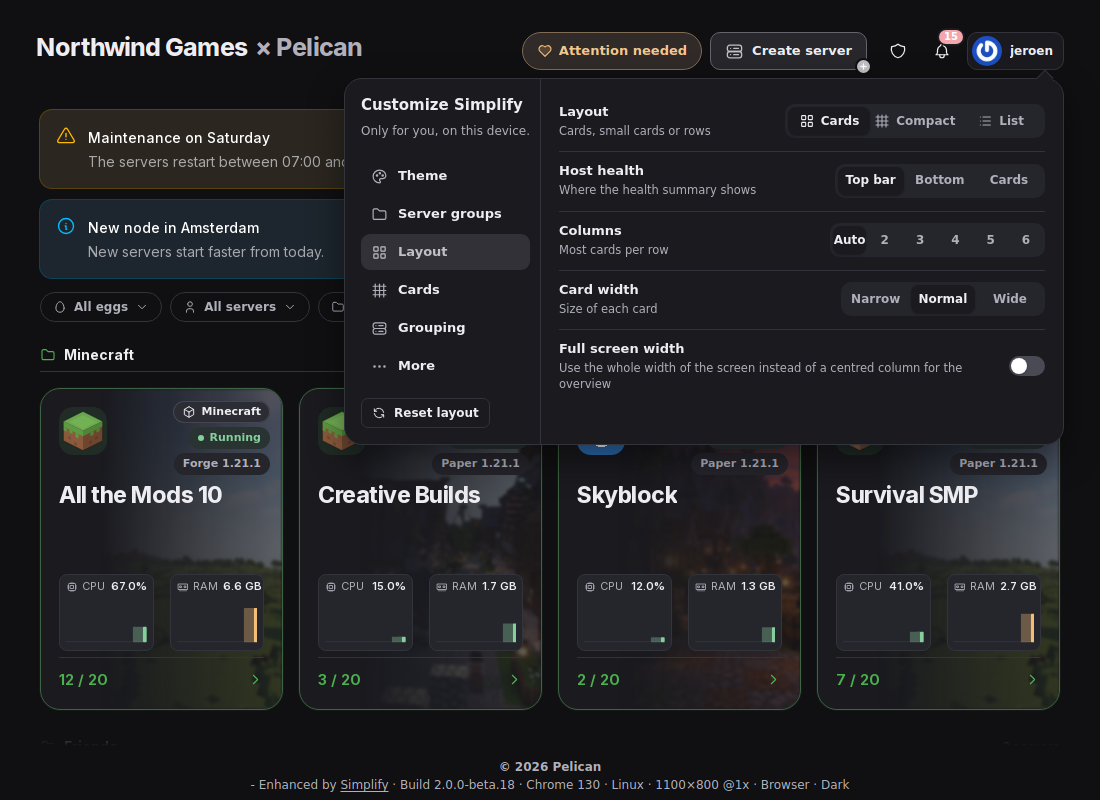 Northwind Games × Pelican
Attention needed
Create server
15
jeroen
Maintenance on Saturday
The servers restart between 07:00 and
New node in Amsterdam
New servers start faster from today.
All eggs
All servers
Customize Simplify
Only for you, on this device.
Theme
Server groups
Layout
Cards
Grouping
More
Reset layout
Layout
Cards, small cards or rows
Cards
Compact
List
Host health
Where the health summary shows
Top bar
Bottom
Cards
Columns
Most cards per row
Auto 2 3 4 5 6
Card width
Size of each card
Narrow
Normal
Wide
Full screen width
Use the whole width of the screen instead of a centred column for the
overview
Minecraft
Minecraft
Running
Forge 1.21.1
All the Mods 10
CPU 67.0%
RAM 6.6 GB
12 / 20
Paper 1.21.1
Creative Builds
CPU 15.0%
RAM 1.7 GB
3 / 20
Paper 1.21.1
Skyblock
CPU 12.0%
RAM 1.3 GB
2 / 20
Paper 1.21.1
Survival SMP
CPU 41.0%
RAM 2.7 GB
7 / 20
Friends
© 2026 Pelican
- Enhanced by Simplify · Build 2.0.0-beta.18 · Chrome 130 · Linux · 1100×800 @1x · Browser · Dark